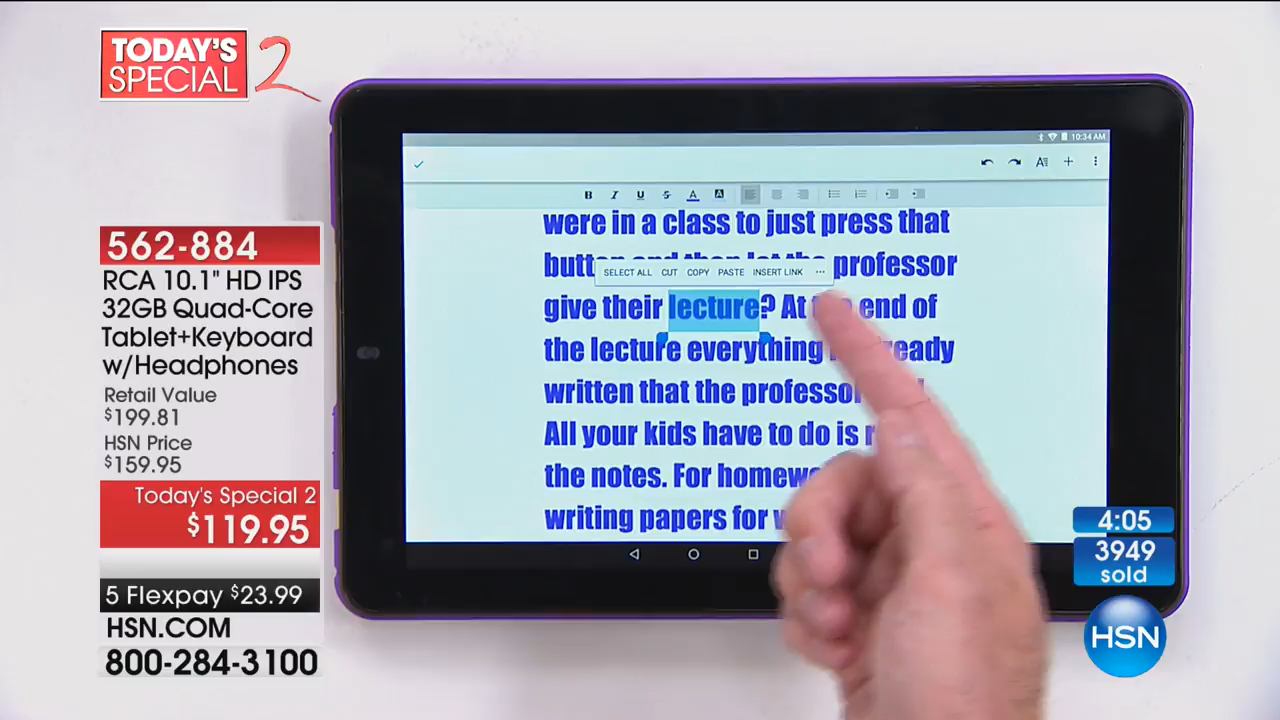 TODAY'S
SPECIAL 2
562-884
RCA 10.1" HD IPS
32GB Quad-Core
Tablet+Keyboard
w/Headphones
Retail Value
$199.81
HSN Price
$159.95
Today's Special 2
$119.95
5 Flexpay $23.99
HSN.COM
800-284-3100
10:34 AM
B I U S A A
were in a class to just press that
SELECT ALL CUT COPY PASTE INSERT LINK ...
professor
give their lecture? At end of
the lecture everything
written that the professor
All your kids have to do is
the notes. For
writing papers for
4:05
3949
sold
HSN